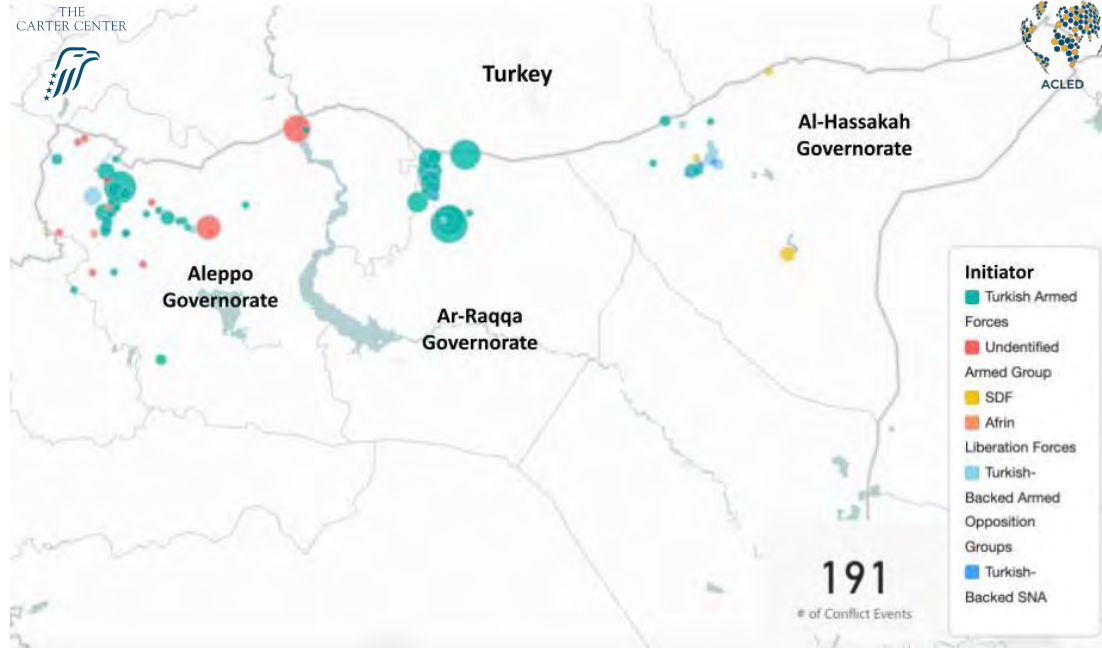 THE
CARTER CENTER
ACLED
Turkey
Al-Hassakah
Governorate
Aleppo
Governorate
Ar-Raqqa
Governorate
Initiator
Turkish Armed
Forces
Undentified
Armed Group
SDF
Afrin
Liberation Forces
Turkish-
Backed Armed
Opposition
Groups
Turkish-
Backed SNA
191
# of Conflict Events